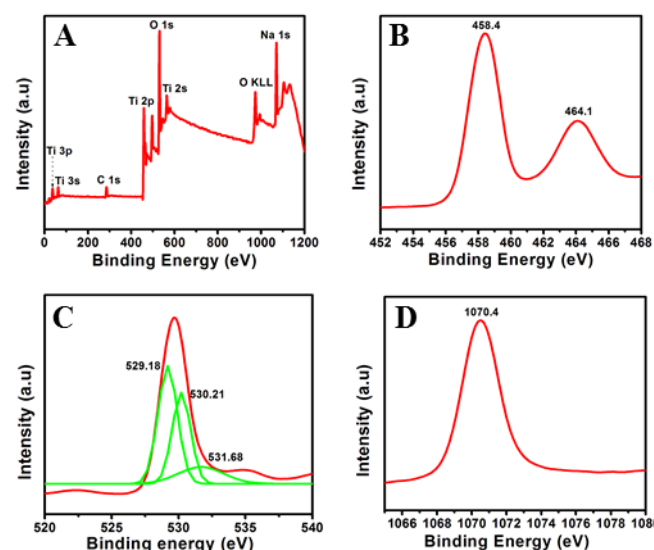 A
O 1s
Na 1s
Ti 2s
O KLL
Ti 2p
Ti 3p
Ti 3s
C 1s
Intensity (a.u)
0 200 400 600 800 1000 1200
Binding Energy (eV)
B
458.4
464.1
Intensity (a.u)
452 454 456 458 460 462 464 466 468
Binding Energy (eV)
C
529.18
530.21
531.68
Intensity (a.u)
520 525 530 535 540
Binding energy (eV)
D
1070.4
Intensity (a.u)
1066 1068 1070 1072 1074 1076 1078 108
Binding Energy (eV)